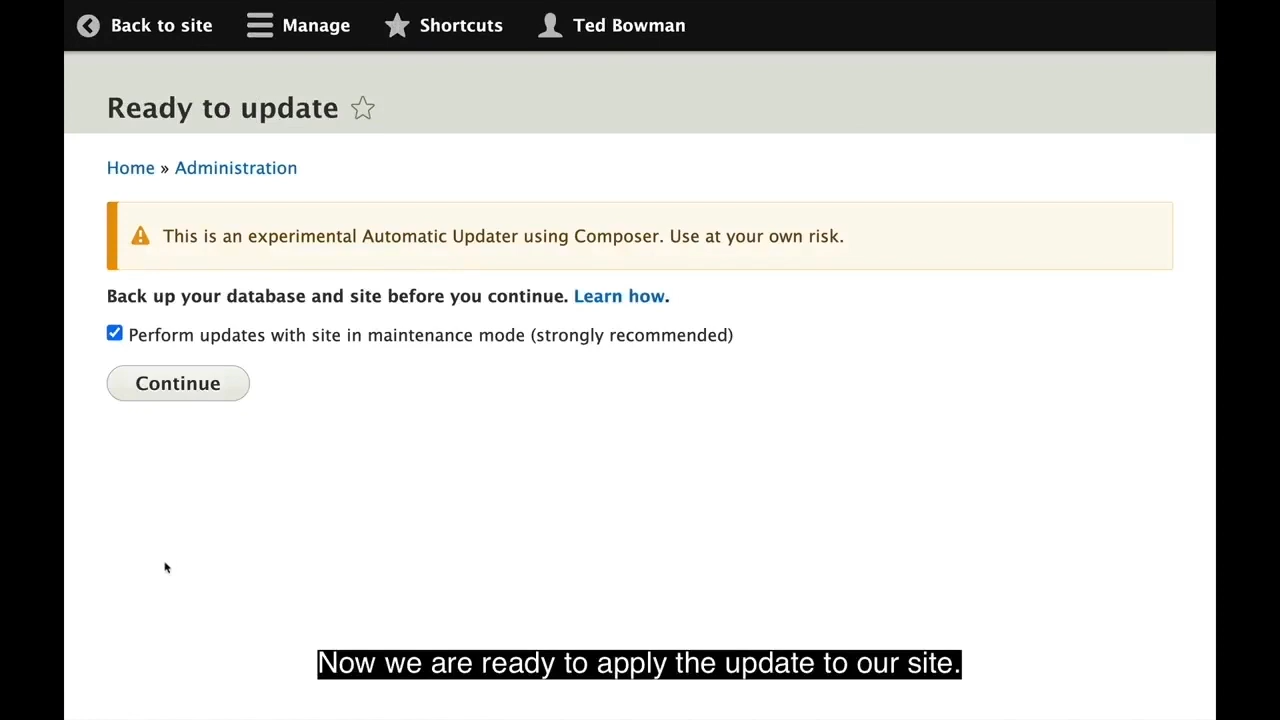 Back to site Manage Shortcuts Ted Bowman
Ready to update
Home » Administration
This is an experimental Automatic Updater using Composer. Use at your own risk.
Back up your database and site before you continue. Learn how.
Perform updates with site in maintenance mode (strongly recommended)
Continue
Now we are ready to apply the update to our site.